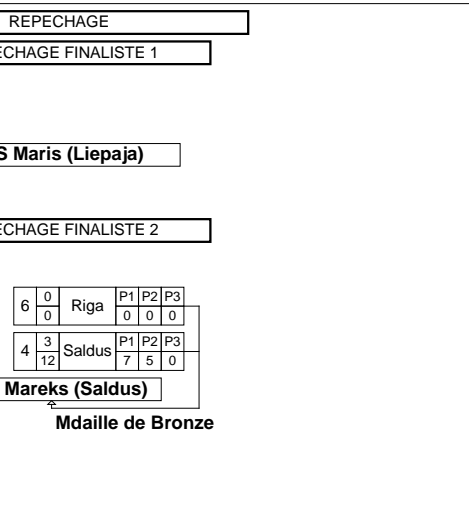 REPECHAGE
ECHAGE FINALISTE 1
S Maris (Liepaja)
ECHAGE FINALISTE 2
6 0 0 Riga P1 P2 P3 0 0 0
4 3 12 Saldus P1 P2 P3 7 5 0
Mareks (Saldus)
Mdaille de Bronze